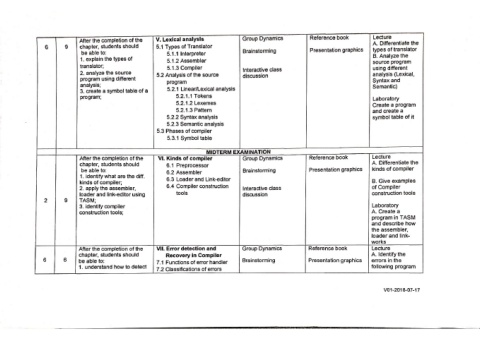 6
9
After the completion of the
chapter, students should
be able to:
1. explain the types of
translator;
2. analyze the source
program using different
analysis;
3. create a symbol table of a
program;
V. Lexical analysis
5.1 Types of Translator
5.1.1 Interpreter
5.1.2 Assembler
5.1.3 Compiler
5.2 Analysis of the source
program
5.2.1 Linear/Lexical analysis
5.2.1.1 Tokens
5.2.1.2 Lexemes
5.2.1.3 Pattern
5.2.2 Syntax analysis
5.2.3 Semantic analysis
5.3 Phases of compiler
5.3.1 Symbol table
Group Dynamics
Brainstorming
Interactive class
discussion
Reference book
Presentation graphics
Lecture
A. Differentiate the
types of translator
B. Analyze the
source program
using different
analysis (Lexical,
Syntax and
Semantic)
Laboratory
Create a program
and create a
symbol table of it
MIDTERM EXAMINATION
2
9
After the completion of the
chapter, students should
be able to:
1. identify what are the diff.
kinds of compiler;
2. apply the assembler,
loader and link-editor using
TASM;
3. identify compiler
construction tools;
VI. Kinds of compiler
6.1 Preprocessor
6.2 Assembler
6.3 Loader and Link-editor
6.4 Compiler construction
tools
Group Dynamics
Brainstorming
Interactive class
discussion
Reference book
Presentation graphics
Lecture
A. Differentiate the
kinds of compiler
B. Give examples
of Compiler
construction tools
Laboratory
A. Create a
program in TASM
and describe how
the assembler,
loader and link-
works
6
6
After the completion of the
chapter, students should
be able to:
1. understand how to detect
VII. Error detection and
Recovery in Compiler
7.1 Functions of error handler
7.2 Classifications of errors
Group Dynamics
Brainstorming
Reference book
Presentation graphics
Lecture
A. Identify the
errors in the
following program
V01-2018-07-17